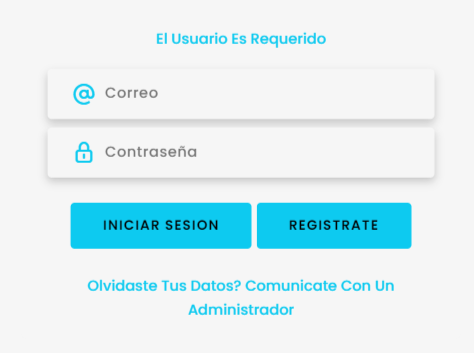 El Usuario Es Requerido
Correo
Contraseña
INICIAR SESION
REGISTRATE
Olvidaste Tus Datos? Comunicate Con Un
Administrador